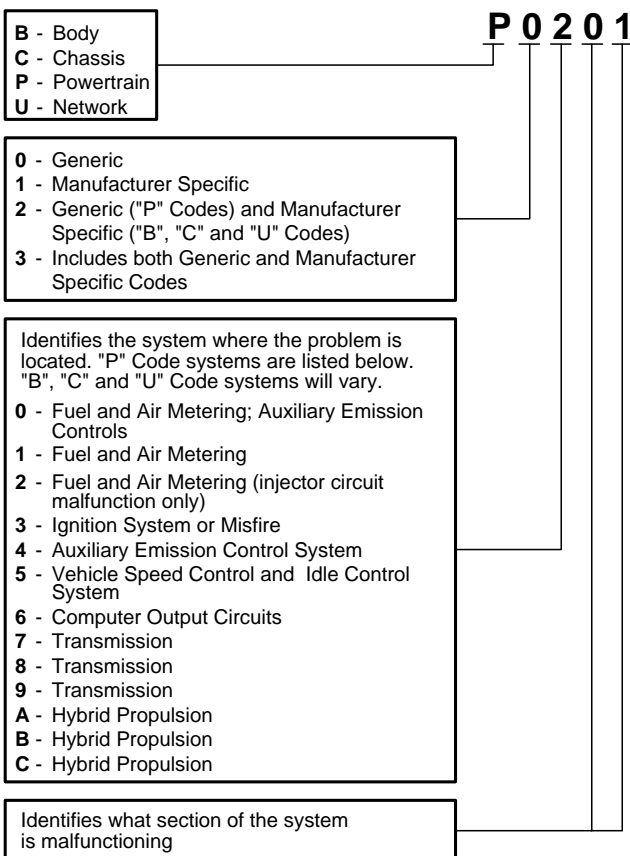 P 0 2 0 1
B - Body
C - Chassis
P - Powertrain
U - Network
0 - Generic
1 - Manufacturer Specific
2 - Generic ("P" Codes) and Manufacturer
Specific ("B", "C" and "U" Codes)
3 - Includes both Generic and Manufacturer
Specific Codes
Identifies the system where the problem is
located. "P" Code systems are listed below.
"B", "C" and "U" Code systems will vary.
0 - Fuel and Air Metering; Auxiliary Emission
Controls
1 - Fuel and Air Metering
2 - Fuel and Air Metering (injector circuit
malfunction only)
3 - Ignition System or Misfire
4 - Auxiliary Emission Control System
5 - Vehicle Speed Control and Idle Control
System
6 - Computer Output Circuits
7 - Transmission
8 - Transmission
9 - Transmission
A - Hybrid Propulsion
B - Hybrid Propulsion
C - Hybrid Propulsion
Identifies what section of the system
is malfunctioning